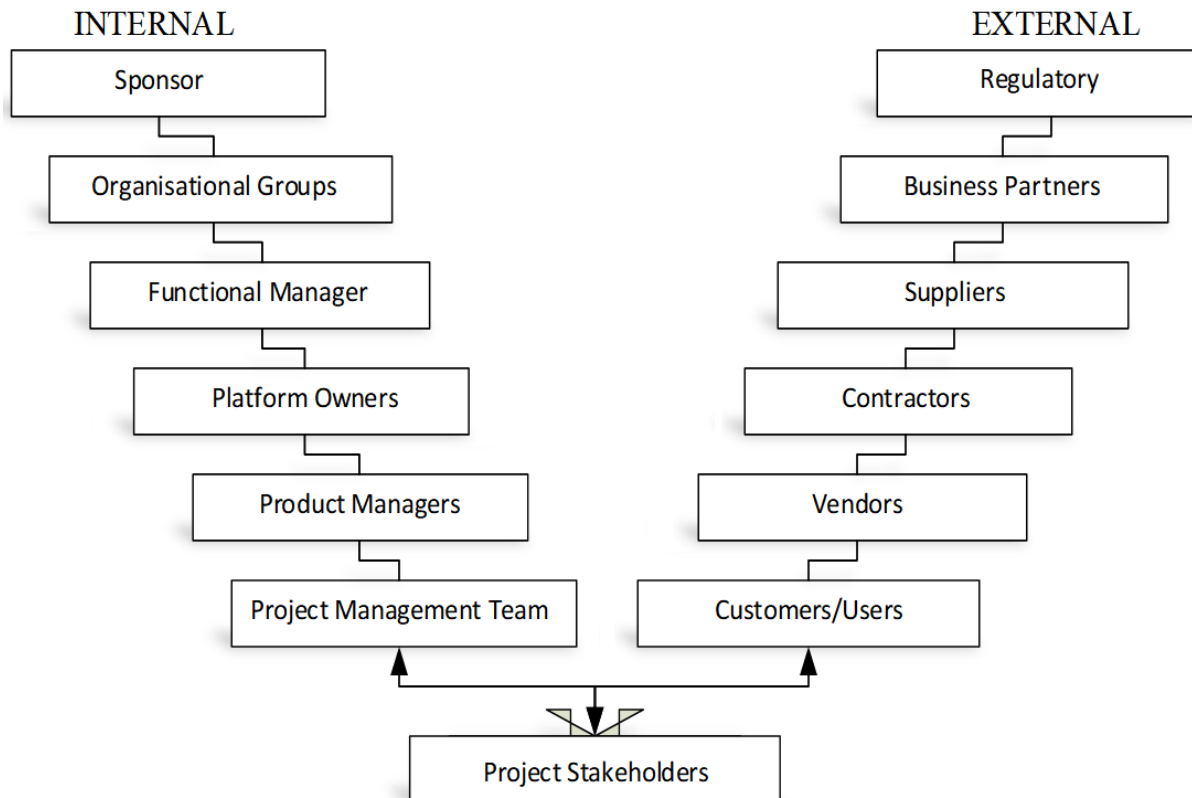 INTERNAL
EXTERNAL
Sponsor
Regulatory
Organisational Groups
Business Partners
Functional Manager
Suppliers
Platform Owners
Contractors
Product Managers
Vendors
Project Management Team
Customers/Users
Project Stakeholders